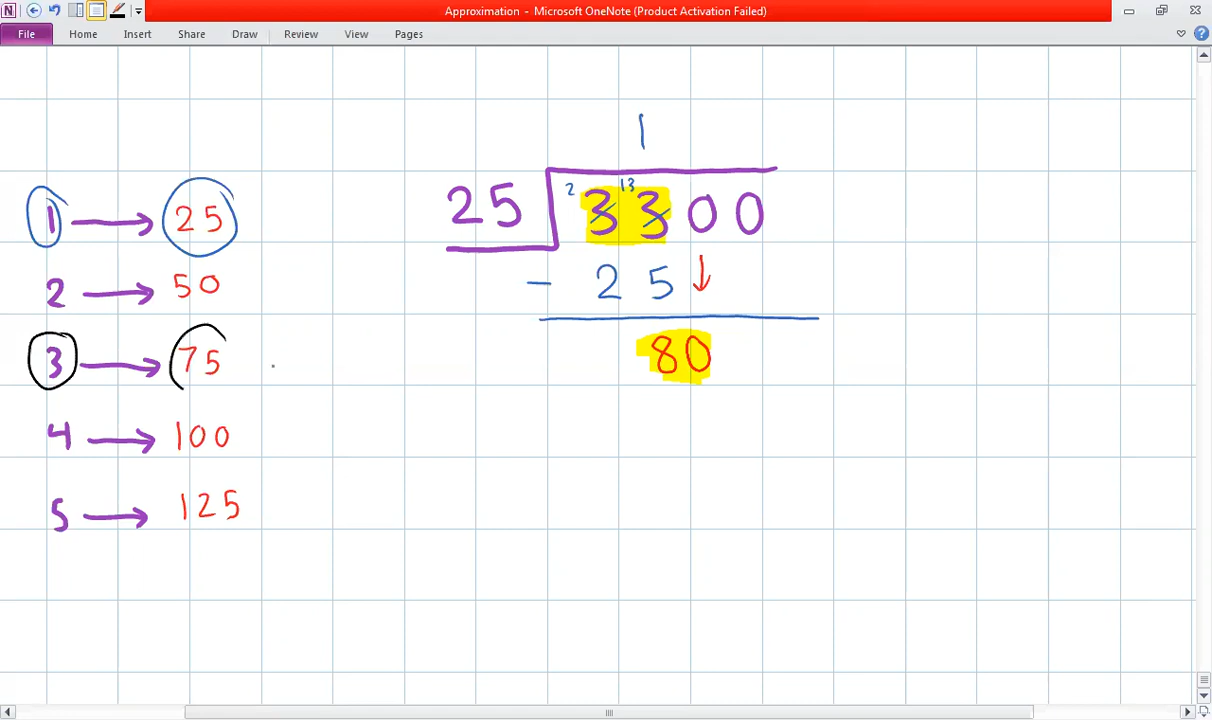 Approximation - Microsoft OneNote (Product Activation Failed)
File Home Insert Share Draw Review View Pages
1
1 → 25
25 2 3 13 3 0 0
2 → 50
- 2 5 ↓
3 → 75
80
4 → 100
5 → 125